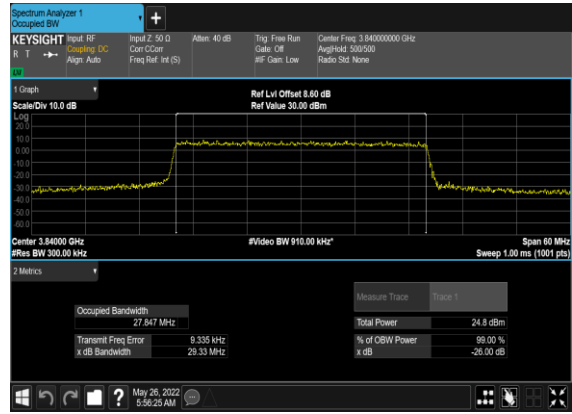 Spectrum Analyzer 1
Occupied BW
KEYSIGHT
R T
LW
Input: RF
Coupling: DC
Align: Auto
Input Z: 50 Ω
Corr CCorr
Freq Ref: Int (S)
Atten: 40 dB
Trig: Free Run
Gate: Off
#IF Gain: Low
Center Freq: 3.840000000 GHz
Avg|Hold: 500/500
Radio Std: None
1 Graph
Scale/Div 10.0 dB
Ref Lvl Offset 8.60 dB
Ref Value 30.00 dBm
Log
20.0
10.0
0.00
-10.0
-20.0
-30.0
-40.0
-50.0
-60.0
Center 3.84000 GHz
#Res BW 300.00 kHz
#Video BW 910.00 kHz*
Span 60 MHz
Sweep 1.00 ms (1001 pts)
2 Metrics
Measure Trace Trace 1
Occupied Bandwidth
27.847 MHz
Total Power 24.8 dBm
Transmit Freq Error 9.335 kHz
% of OBW Power 99.00 %
x dB Bandwidth 29.33 MHz
x dB -26.00 dB
? May 26, 2022
5:56:25 AM